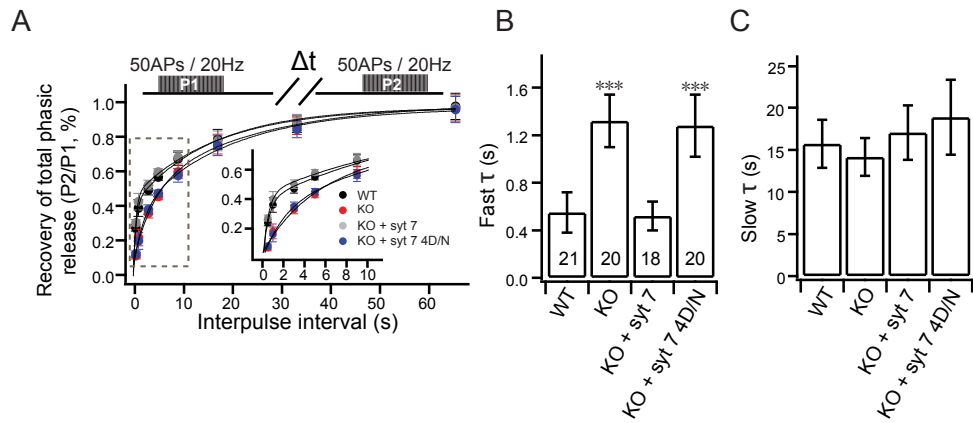 A
50APs / 20Hz
P1
Δt
50APs / 20Hz
P2
Recovery of total phasic
release (P2/P1, %)
1.0
0.8
0.6
0.4
0.2
0.0
0 10 20 30 40 50 60
Interpulse interval (s)
0.6
0.4
0.2
0 2 4 6 8 10
WT
KO
KO + syt 7
KO + syt 7 4D/N
B
Fast τ (s)
1.6
1.2
0.8
0.4
0.0
*** ***
21 20 18 20
WT
KO
KO + syt 7
KO + syt 7 4D/N
C
Slow τ (s)
25
20
15
10
5
0
WT
KO
KO + syt 7
KO + syt 7 4D/N